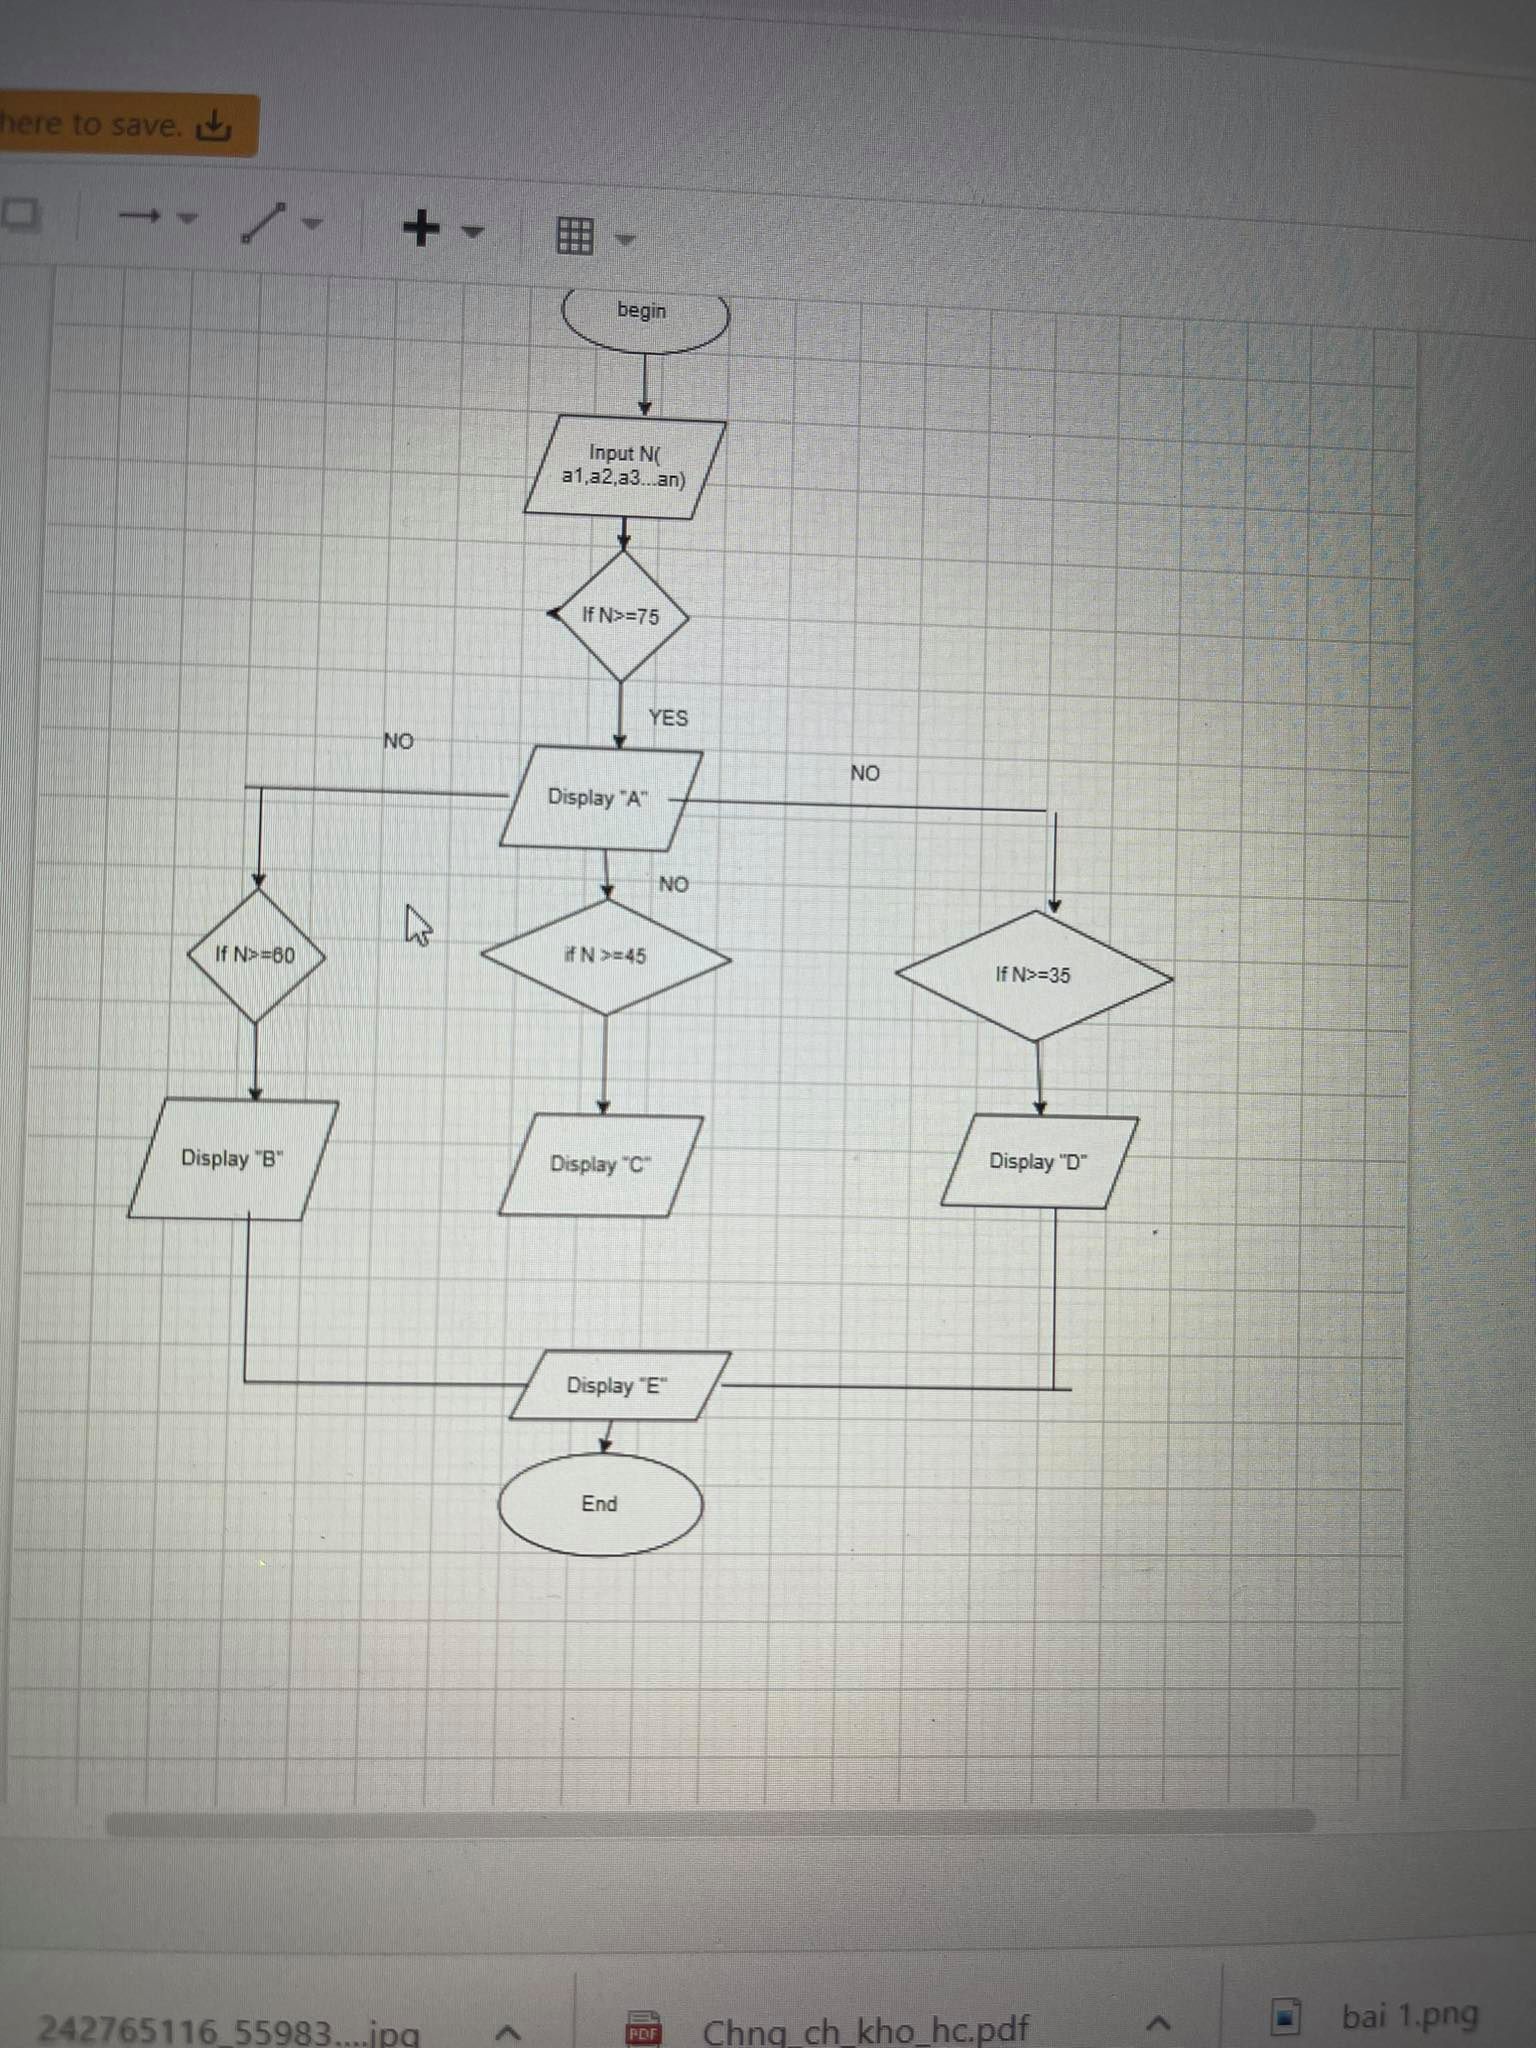 here to save.
begin
Input N(
a1,a2,a3...an)
If N>=75
YES
NO
NO
Display "A"
NO
If N>=60
if N >=45
If N>=35
Display "B"
Display "C"
Display "D"
Display "E"
End
242765116_55983....jpg
Chng_ch_kho_hc.pdf
PDF
bai 1.png